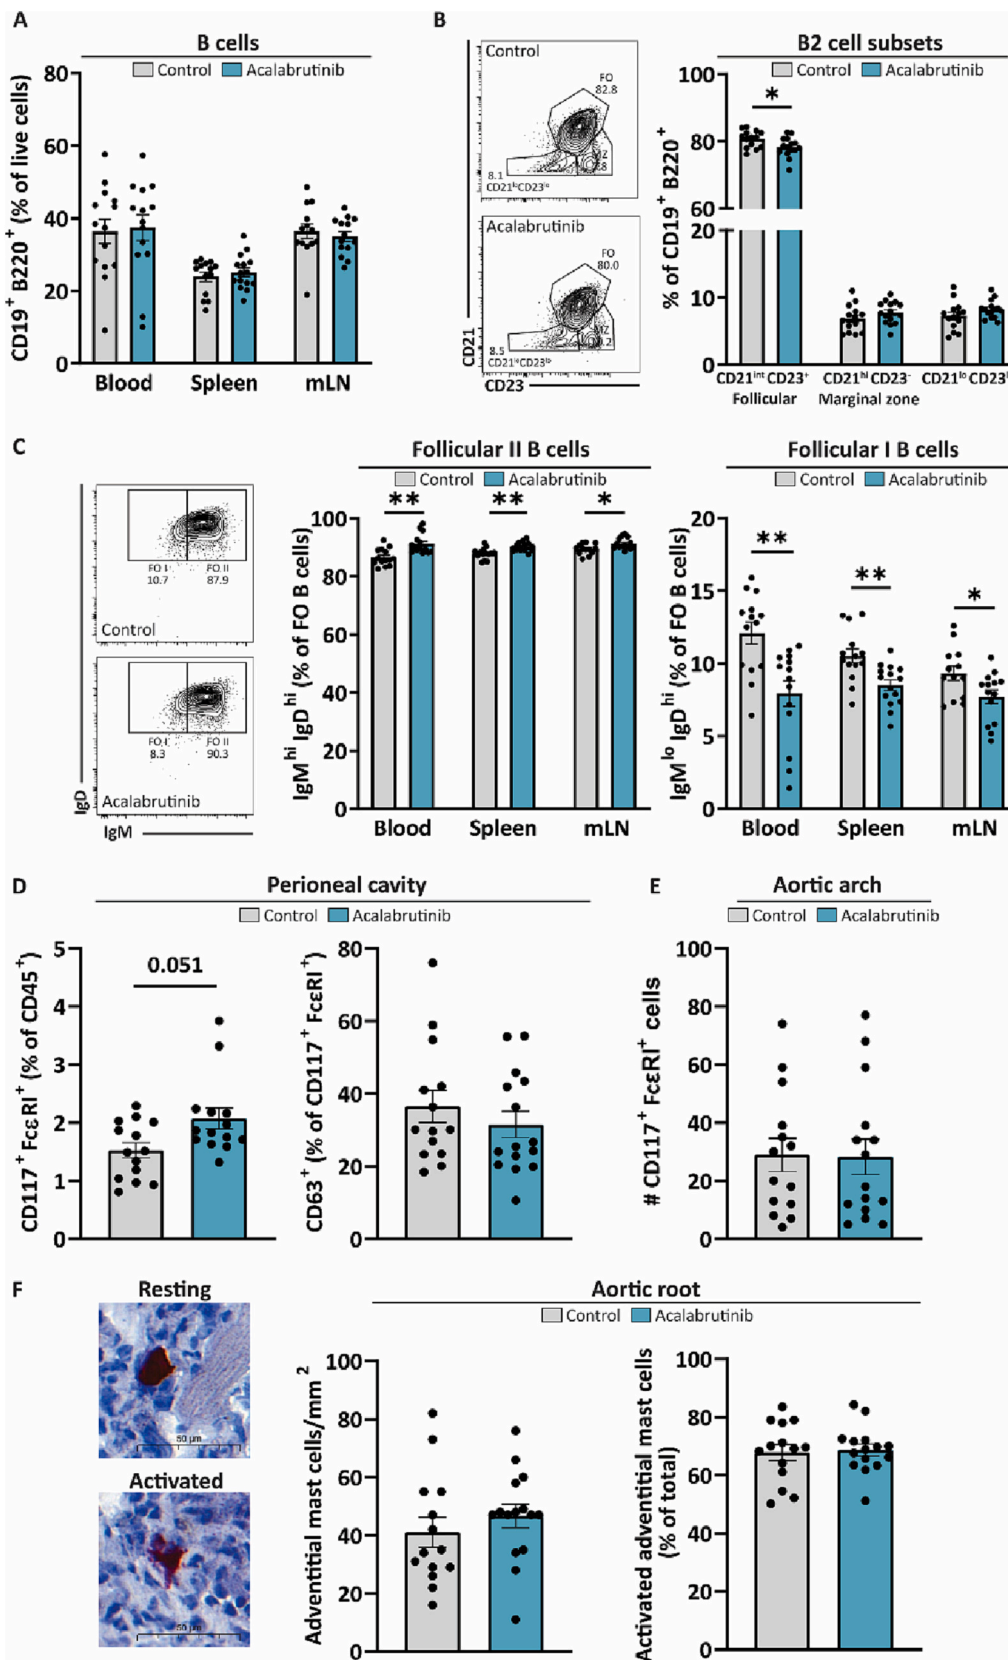 A
B cells
Control Acalabrutinib
CD19+ B220+ (% of live cells)
80
60
40
20
0
Blood Spleen mLN
B
Control
FO
82.8
MZ
8.1
CD21loCD23lo
Acalabrutinib
FO
80.0
MZ
8.5
CD21loCD23lo
CD21
CD23
B2 cell subsets
Control Acalabrutinib
% of CD19+ B220+
100
80
60
20
10
0
*
CD21int CD23+ CD21hi CD23- CD21lo CD23
Follicular Marginal zone
C
FO I FO II
10.7 87.9
Control
FO I FO II
8.3 90.3
Acalabrutinib
IgD
IgM
Follicular II B cells
Control Acalabrutinib
** ** *
IgMhi IgDhi (% of FO B cells)
100
80
60
40
20
0
Blood Spleen mLN
Follicular I B cells
Control Acalabrutinib
** ** *
IgMlo IgDhi (% of FO B cells)
20
15
10
5
0
Blood Spleen mLN
D
Perioneal cavity
Control Acalabrutinib
CD117+ FcεRI+ (% of CD45+)
5
4
3
2
1
0
0.051
CD63+ (% of CD117+ FcεRI+)
80
60
40
20
0
E
Aortic arch
Control Acalabrutinib
# CD117+ FcεRI+ cells
100
80
60
40
20
0
F
Resting
50 µm
Activated
50 µm
Aortic root
Control Acalabrutinib
Adventitial mast cells/mm2
100
80
60
40
20
0
Activated adventitial mast cells
(% of total)
100
80
60
40
20
0